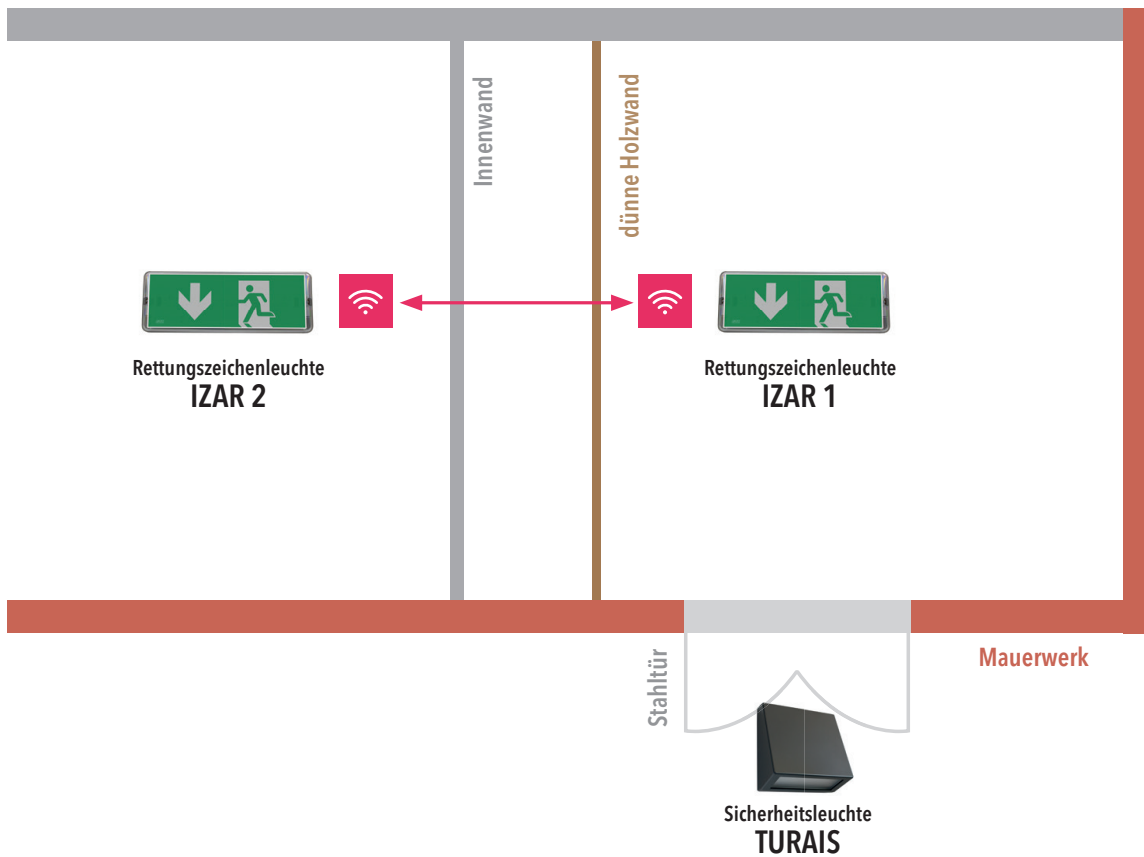 Innenwand
dünne Holzwand
Rettungszeichenleuchte
IZAR 2
Rettungszeichenleuchte
IZAR 1
Stahltür
Mauerwerk
Sicherheitsleuchte
TURAIS